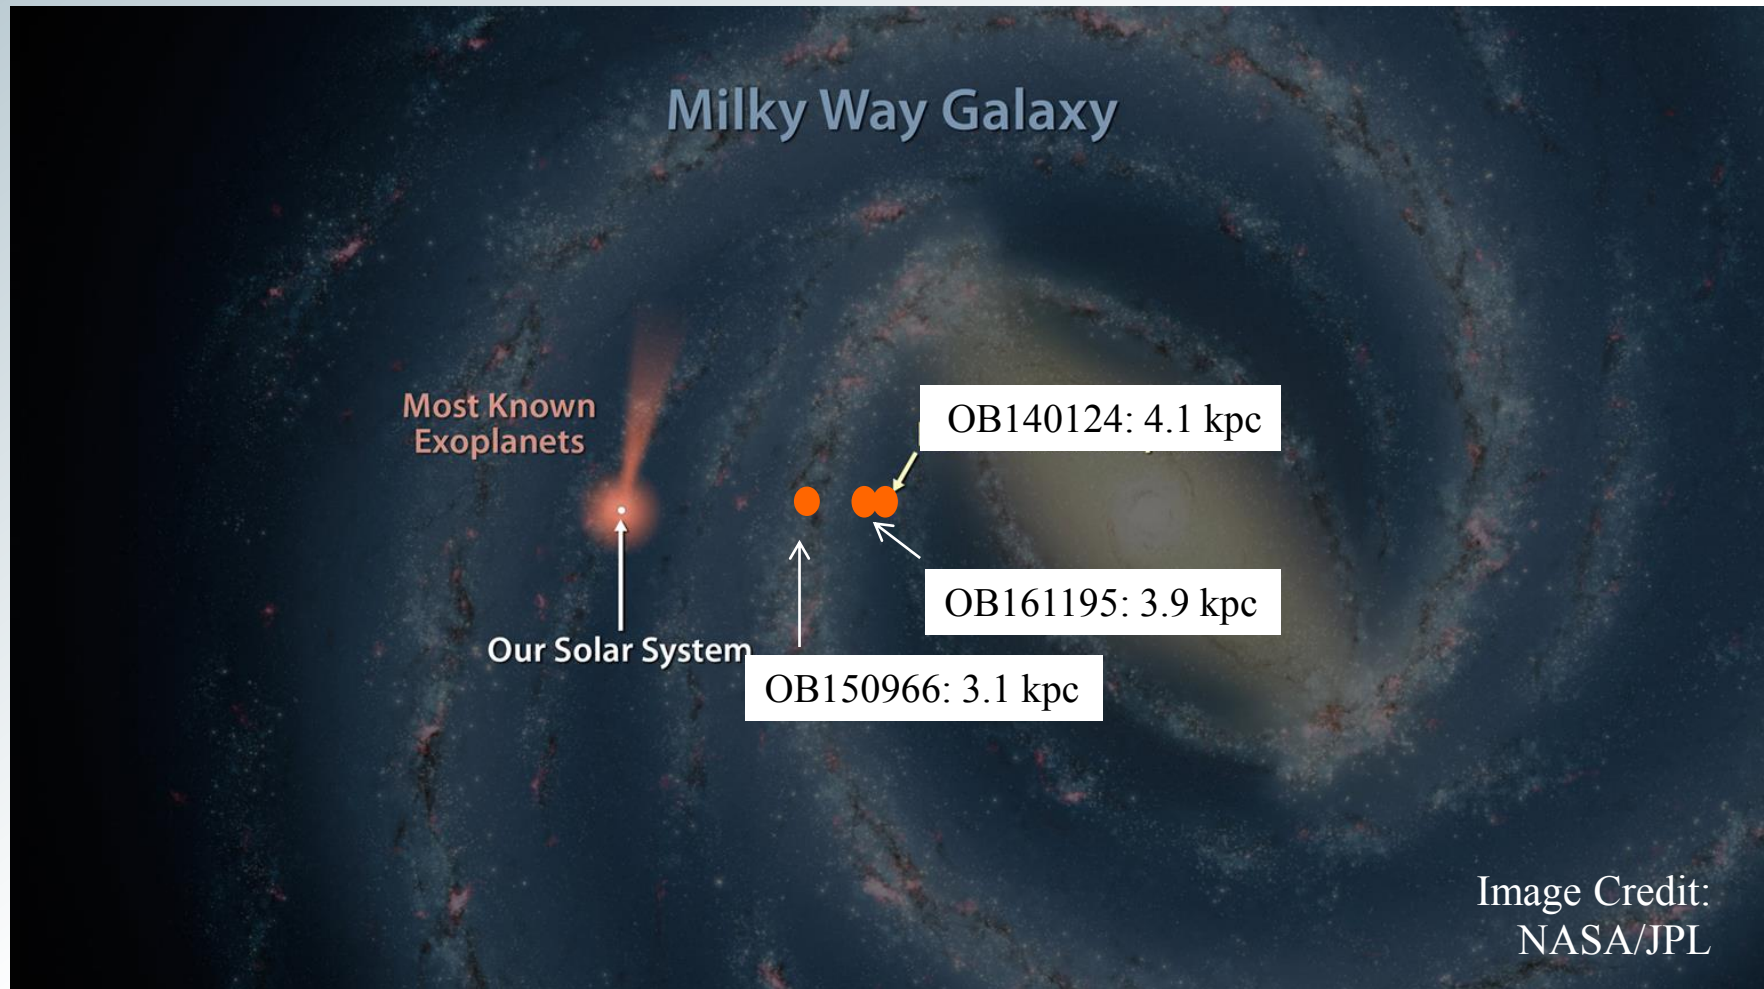 Milky Way Galaxy
Most Known
Exoplanets
OB140124: 4.1 kpc
OB161195: 3.9 kpc
Our Solar System
OB150966: 3.1 kpc
Image Credit:
NASA/JPL